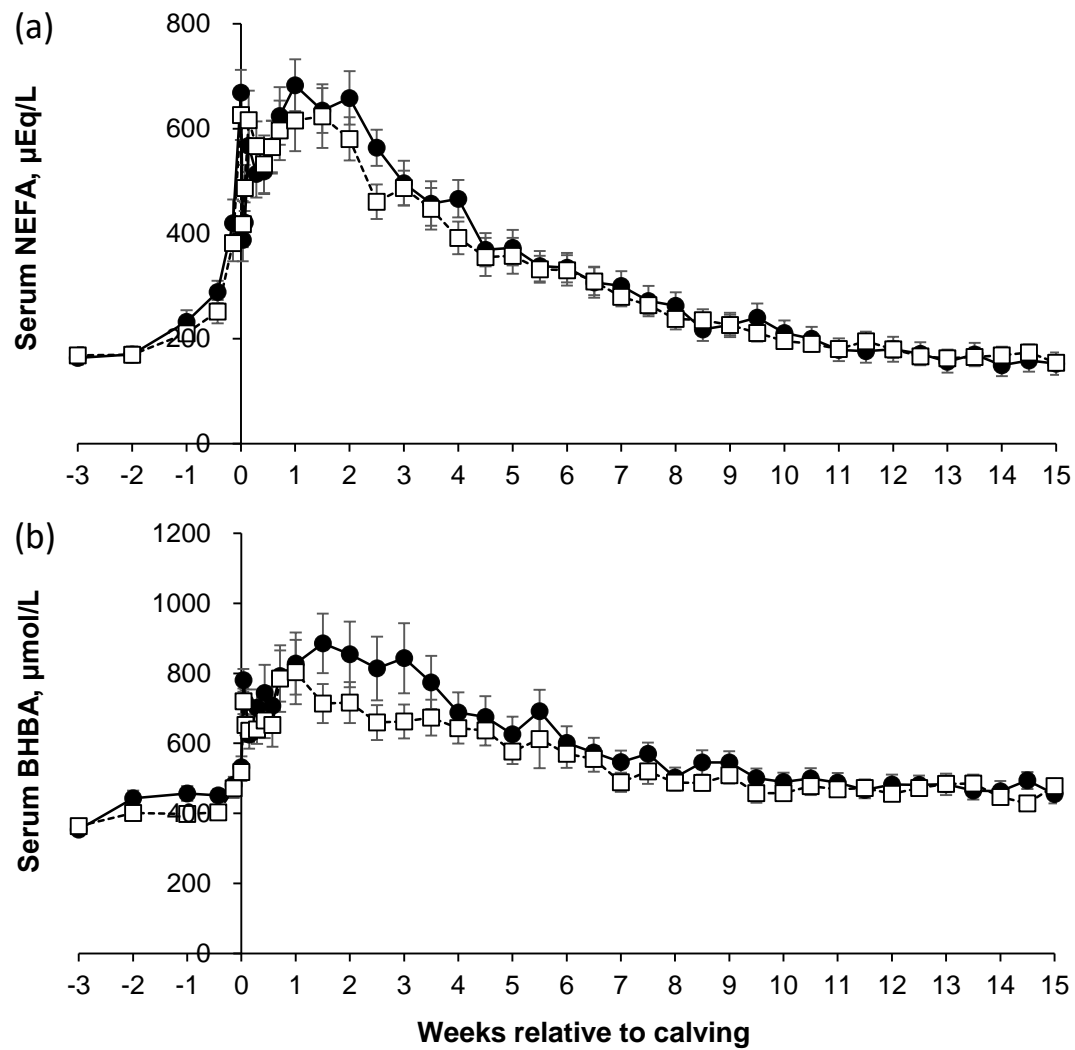 (a)
Serum NEFA, µEq/L
800
600
400
200
0
-3 -2 -1 0 1 2 3 4 5 6 7 8 9 10 11 12 13 14 15
(b)
Serum BHBA, µmol/L
1200
1000
800
600
400
200
0
-3 -2 -1 0 1 2 3 4 5 6 7 8 9 10 11 12 13 14 15
Weeks relative to calving